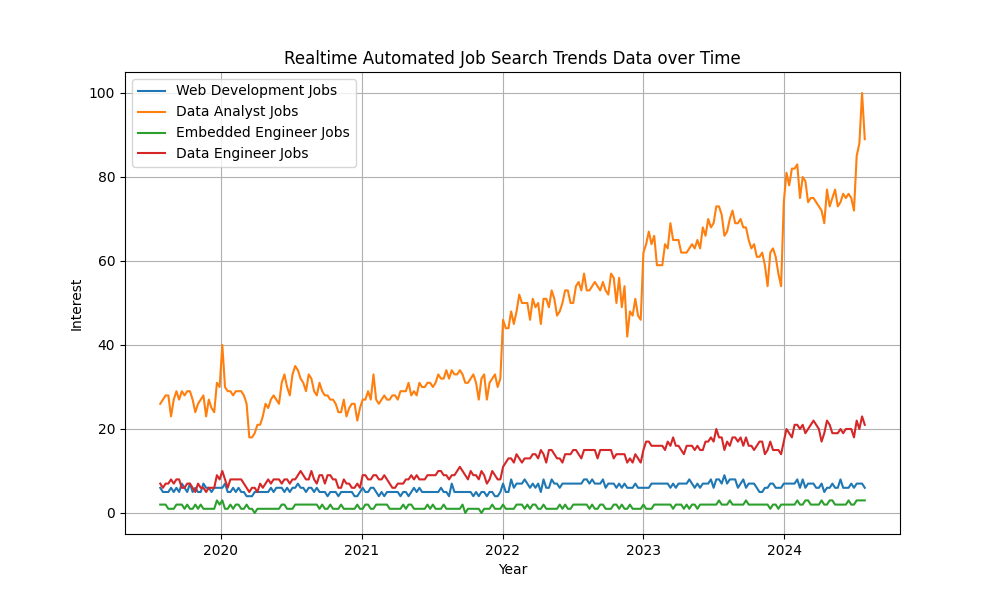 Realtime Automated Job Search Trends Data over Time
Web Development Jobs
Data Analyst Jobs
Embedded Engineer Jobs
Data Engineer Jobs
100
80
60
40
20
0
Interest
2020 2021 2022 2023 2024
Year